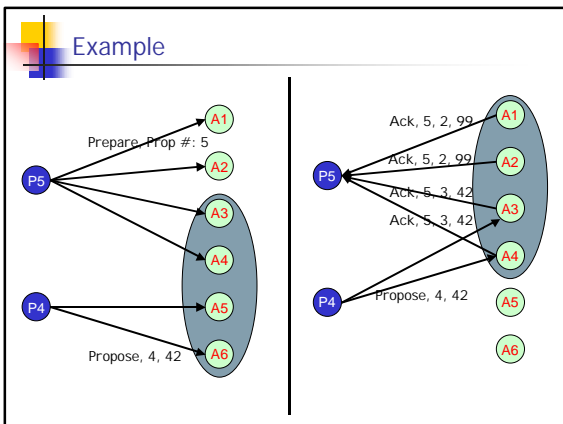 Example
A1
Prepare, Prop #: 5
A2
P5
A3
A4
P4
A5
Propose, 4, 42
A6
A1
Ack, 5, 2, 99
Ack, 5, 2, 99
A2
P5
Ack, 5, 3, 42
A3
Ack, 5, 3, 42
A4
P4
Propose, 4, 42
A5
A6